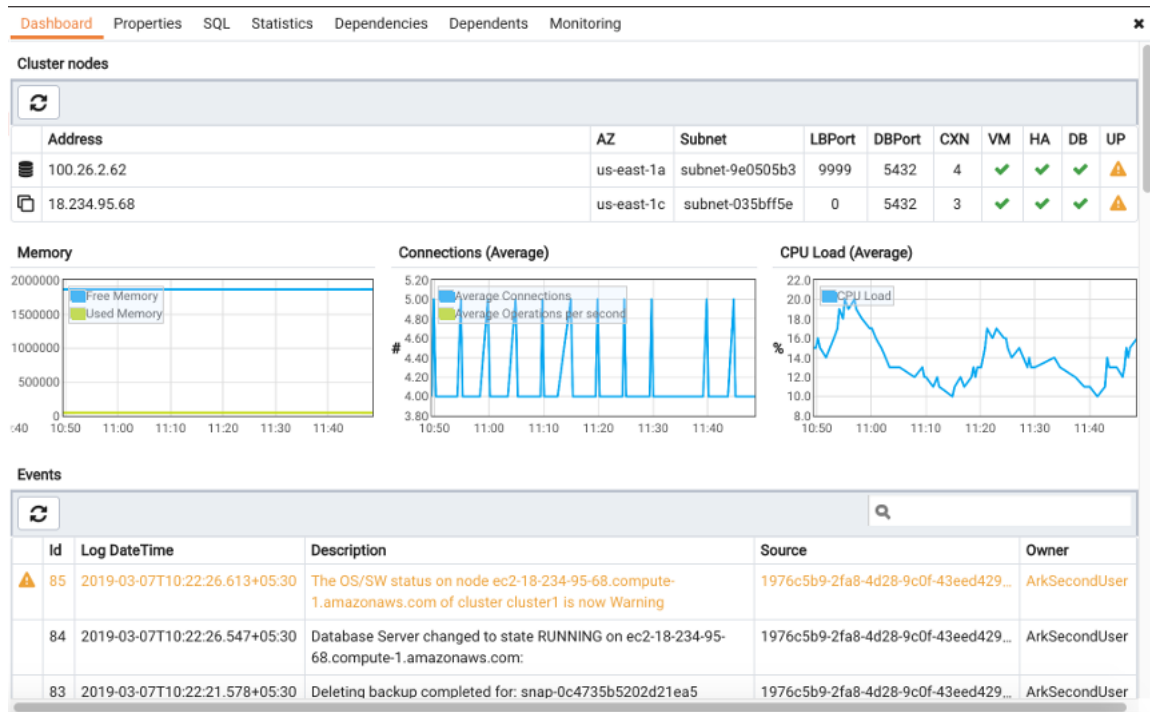 Dashboard Properties SQL Statistics Dependencies Dependents Monitoring
Cluster nodes
Address AZ Subnet LBPort DBPort CXN VM HA DB UP
100.26.2.62 us-east-1a subnet-9e0505b3 9999 5432 4
18.234.95.68 us-east-1c subnet-035bff5e 0 5432 3
Memory
2000000
1500000
1000000
500000
0
Free Memory
Used Memory
:40 10:50 11:00 11:10 11:20 11:30 11:40
Connections (Average)
#
5.20
5.00
4.80
4.60
4.40
4.20
4.00
3.80
Average Connections
Average Operations per second
10:50 11:00 11:10 11:20 11:30 11:40
CPU Load (Average)
%
22.0
20.0
18.0
16.0
14.0
12.0
10.0
8.0
CPU Load
10:50 11:00 11:10 11:20 11:30 11:40
Events
Id Log DateTime Description Source Owner
85 2019-03-07T10:22:26.613+05:30 The OS/SW status on node ec2-18-234-95-68.compute- 1976c5b9-2fa8-4d28-9c0f-43eed429... ArkSecondUser
1.amazonaws.com of cluster cluster1 is now Warning
84 2019-03-07T10:22:26.547+05:30 Database Server changed to state RUNNING on ec2-18-234-95- 1976c5b9-2fa8-4d28-9c0f-43eed429... ArkSecondUser
68.compute-1.amazonaws.com:
83 2019-03-07T10:22:21.578+05:30 Deleting backup completed for: snap-0c4735b5202d21ea5 1976c5b9-2fa8-4d28-9c0f-43eed429... ArkSecondUser